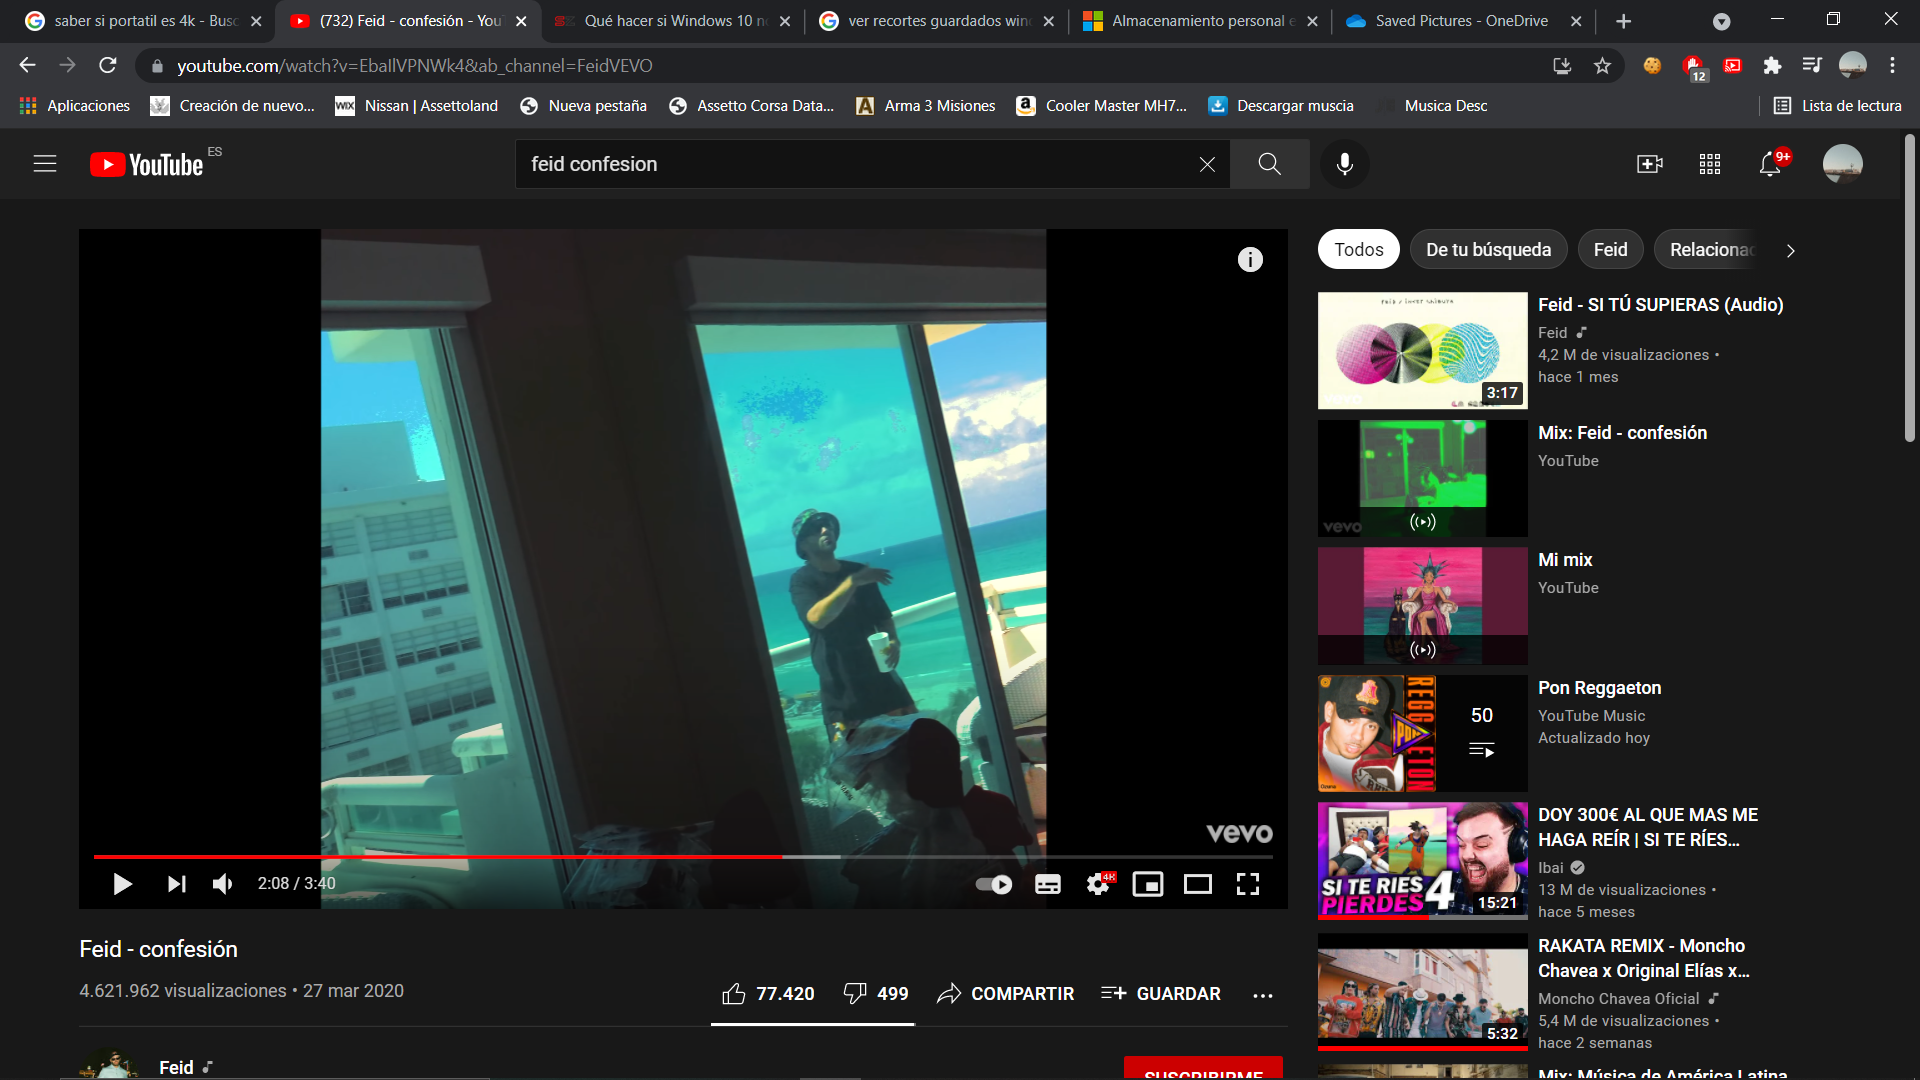 saber si portatil es 4k - Busc
(732) Feid - confesión - You
Qué hacer si Windows 10 n
ver recortes guardados win
Almacenamiento personal e
Saved Pictures - OneDrive
youtube.com/watch?v=EballVPNWk4&ab_channel=FeidVEVO
12
Aplicaciones
Creación de nuevo...
WIX
Nissan | Assettoland
Nueva pestaña
Assetto Corsa Data...
Arma 3 Misiones
Cooler Master MH7...
Descargar muscia
Musica Desc
Lista de lectura
YouTube ES
feid confesion
9+
Todos
De tu búsqueda
Feid
Relacionac
vevo
2:08 / 3:40
4K
Feid - confesión
4.621.962 visualizaciones • 27 mar 2020
77.420
499
COMPARTIR
GUARDAR
Feid
SUSCRIBIRME
3:17
Feid - SI TÚ SUPIERAS (Audio)
Feid
4,2 M de visualizaciones •
hace 1 mes
vevo
Mix: Feid - confesión
YouTube
Mi mix
YouTube
REGG
PON
ETON
50
Pon Reggaeton
YouTube Music
Actualizado hoy
SI TE RIES
PIERDES 4
15:21
DOY 300€ AL QUE MAS ME
HAGA REÍR | SI TE RÍES...
Ibai
13 M de visualizaciones •
hace 5 meses
5:32
RAKATA REMIX - Moncho
Chavea x Original Elías x...
Moncho Chavea Oficial
5,4 M de visualizaciones •
hace 2 semanas
Mix: Música de América Latina